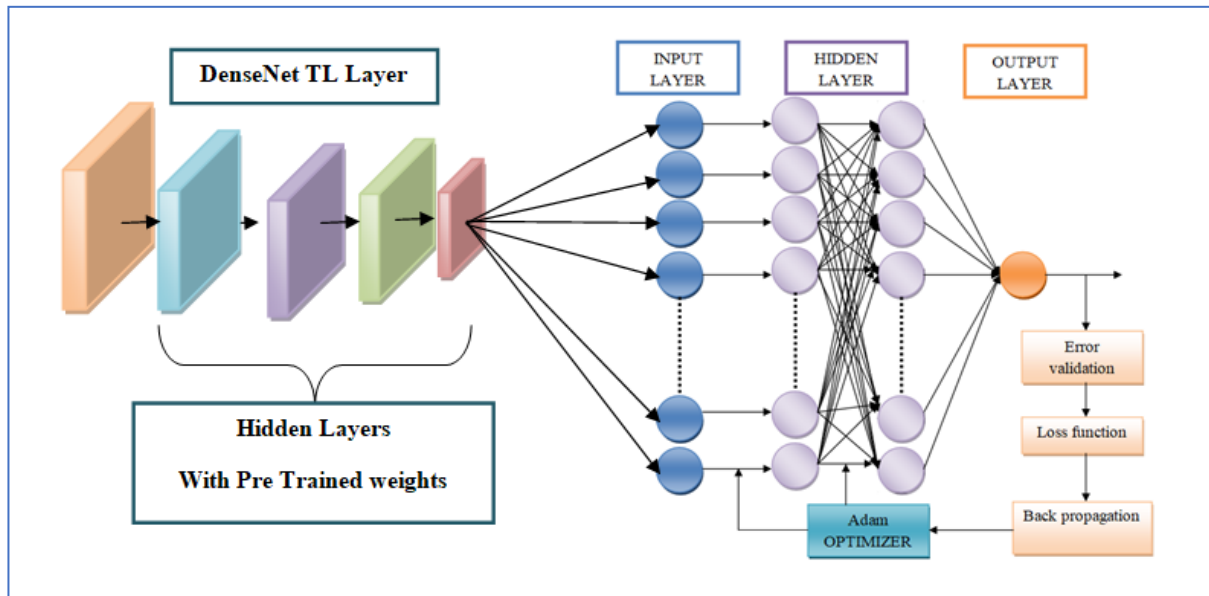 DenseNet TL Layer
INPUT
LAYER
HIDDEN
LAYER
OUTPUT
LAYER
Hidden Layers
With Pre Trained weights
Error
validation
Loss function
Back propagation
Adam
OPTIMIZER